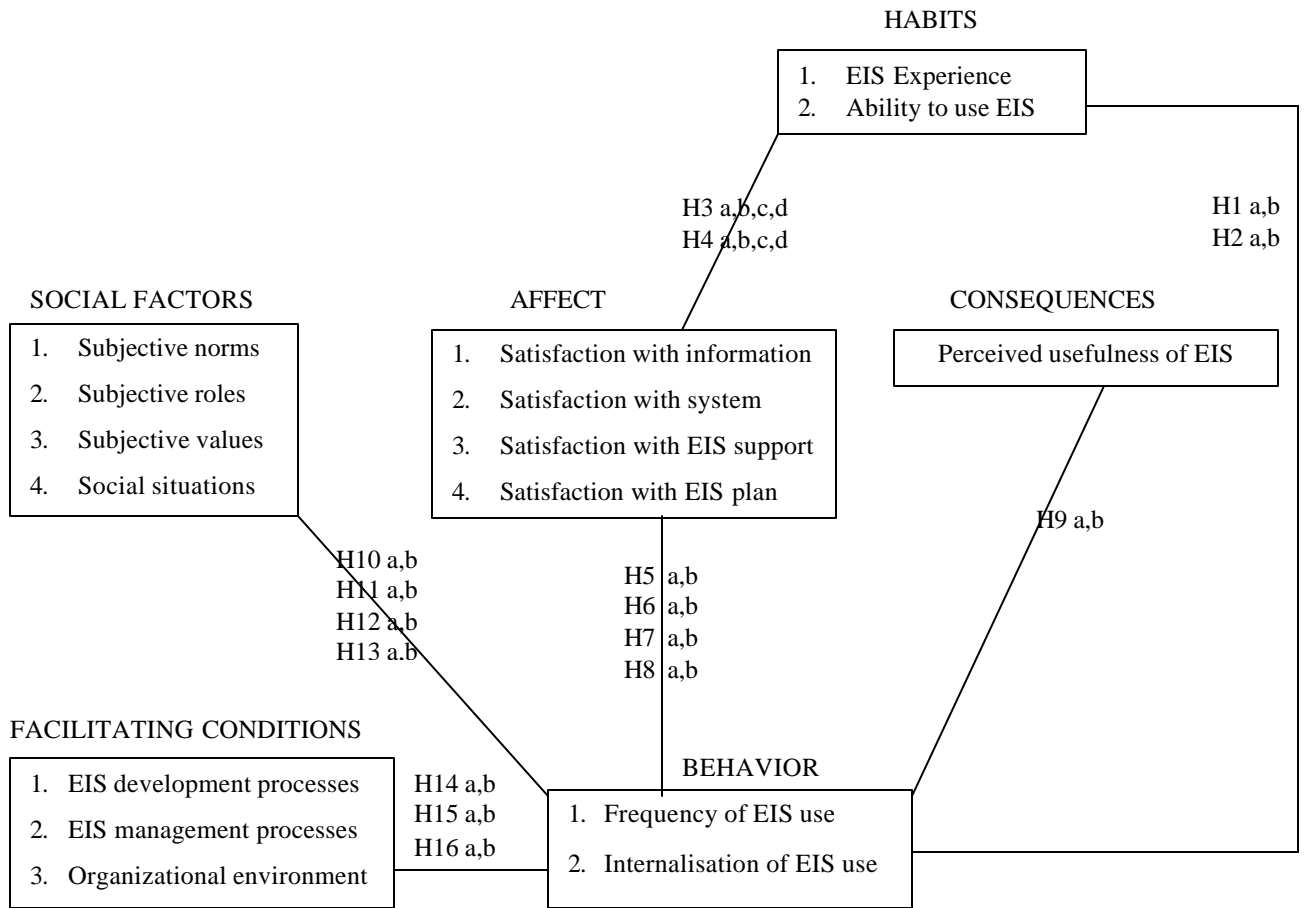 HABITS
1. EIS Experience
2. Ability to use EIS
H3 a,b,c,d
H4 a,b,c,d
H1 a,b
H2 a,b
SOCIAL FACTORS
1. Subjective norms
2. Subjective roles
3. Subjective values
4. Social situations
AFFECT
1. Satisfaction with information
2. Satisfaction with system
3. Satisfaction with EIS support
4. Satisfaction with EIS plan
CONSEQUENCES
Perceived usefulness of EIS
H9 a,b
H10 a,b
H11 a,b
H12 a,b
H13 a.b
H5 a,b
H6 a,b
H7 a,b
H8 a,b
FACILITATING CONDITIONS
1. EIS development processes
2. EIS management processes
3. Organizational environment
H14 a,b
H15 a,b
H16 a,b
BEHAVIOR
1. Frequency of EIS use
2. Internalisation of EIS use